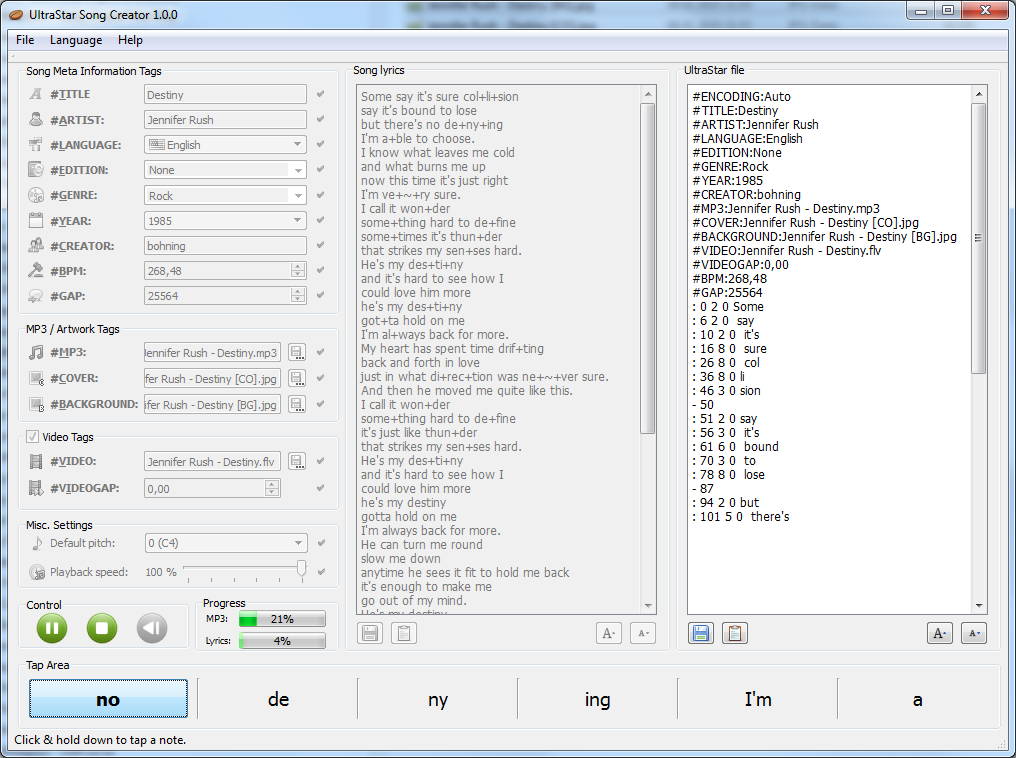 UltraStar Song Creator 1.0.0
File Language Help
Song Meta Information Tags
#TITLE Destiny
#ARTIST: Jennifer Rush
#LANGUAGE: English
#EDITION: None
#GENRE: Rock
#YEAR: 1985
#CREATOR: bohning
#BPM: 268,48
#GAP: 25564
MP3 / Artwork Tags
#MP3: Jennifer Rush - Destiny.mp3
#COVER: fer Rush - Destiny [CO].jpg
#BACKGROUND: ifer Rush - Destiny [BG].jpg
Video Tags
#VIDEO: Jennifer Rush - Destiny.flv
#VIDEOGAP: 0,00
Misc. Settings
Default pitch: 0 (C4)
Playback speed: 100 %
Control
Progress
MP3: 21%
Lyrics: 4%
Song lyrics
Some say it's sure col+li+sion
say it's bound to lose
but there's no de+ny+ing
I'm a+ble to choose.
I know what leaves me cold
and what burns me up
now this time it's just right
I'm ve+~+ry sure.
I call it won+der
some+thing hard to de+fine
some+times it's thun+der
that strikes my sen+ses hard.
He's my des+ti+ny
and it's hard to see how I
could love him more
he's my des+ti+ny
got+ta hold on me
I'm al+ways back for more.
My heart has spent time drif+ting
back and forth in love
just in what di+rec+tion was ne+~+ver sure.
And then he moved me quite like this.
I call it won+der
some+thing hard to de+fine
it's just like thun+der
that strikes my sen+ses hard.
He's my des+ti+ny
and it's hard to see how I
could love him more
he's my destiny
gotta hold on me
I'm always back for more.
He can turn me round
slow me down
anytime he sees it fit to hold me back
it's enough to make me
go out of my mind.
He's my destiny
A A
UltraStar file
#ENCODING:Auto
#TITLE:Destiny
#ARTIST:Jennifer Rush
#LANGUAGE:English
#EDITION:None
#GENRE:Rock
#YEAR:1985
#CREATOR:bohning
#MP3:Jennifer Rush - Destiny.mp3
#COVER:Jennifer Rush - Destiny [CO].jpg
#BACKGROUND:Jennifer Rush - Destiny [BG].jpg
#VIDEO:Jennifer Rush - Destiny.flv
#VIDEOGAP:0,00
#BPM:268,48
#GAP:25564
: 0 2 0 Some
: 6 2 0  say
: 10 2 0  it's
: 16 8 0  sure
: 26 8 0  col
: 36 8 0 li
: 46 3 0 sion
- 50
: 51 2 0 say
: 56 3 0  it's
: 61 6 0  bound
: 70 3 0  to
: 78 8 0  lose
- 87
: 94 2 0 but
: 101 5 0  there's
A A
Tap Area
no de ny ing I'm a
Click & hold down to tap a note.